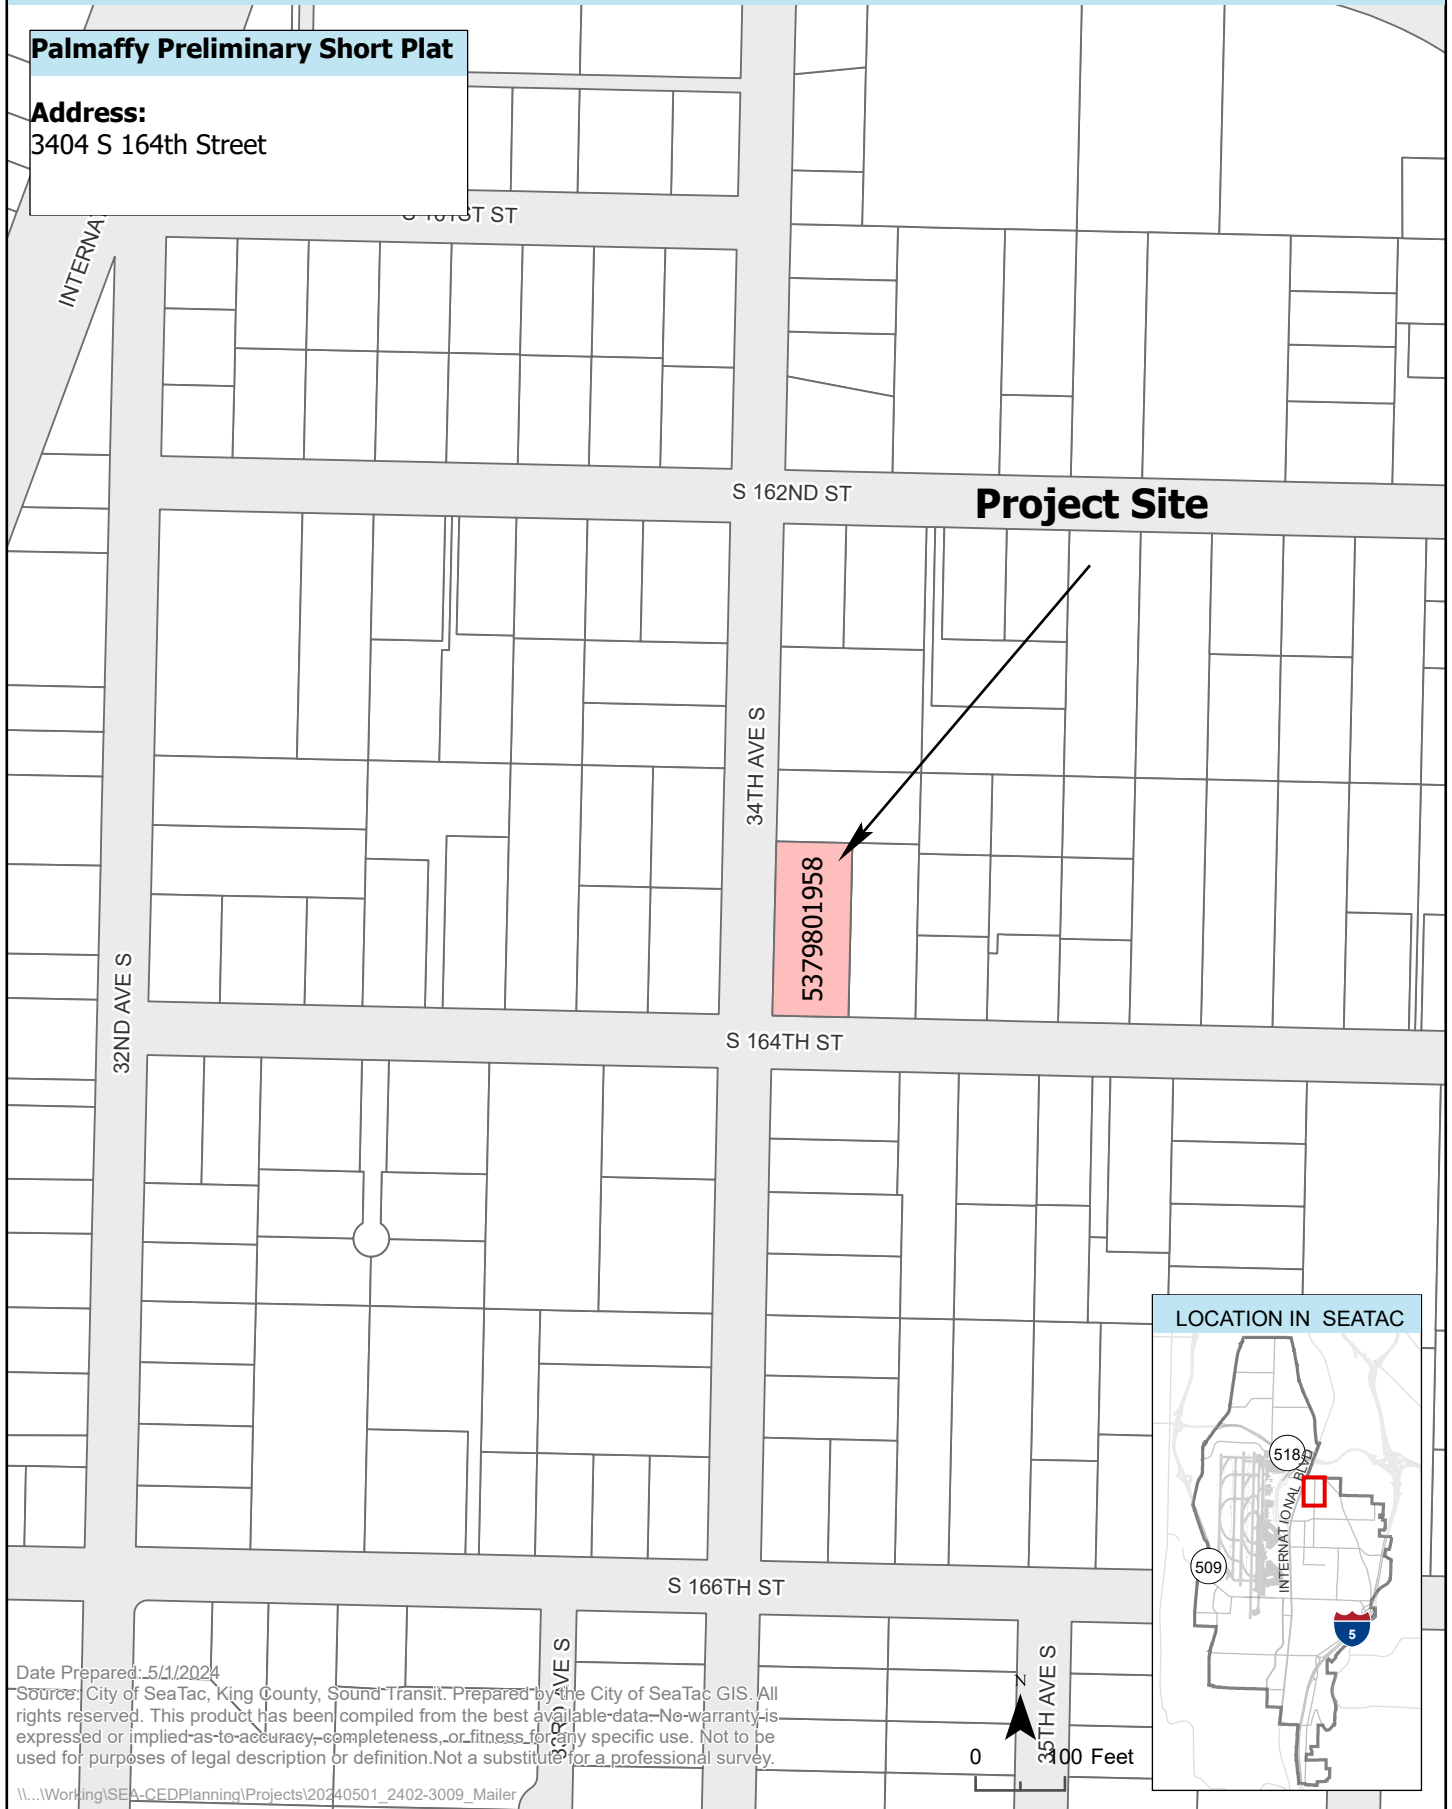 Palmaffy Preliminary Short Plat
Address:
3404 S 164th Street
S 161ST ST
S 162ND ST
Project Site
34TH AVE S
5379801958
32ND AVE S
S 164TH ST
LOCATION IN SEATAC
518
INTERNATIONAL BLVD
509
5
S 166TH ST
33RD AVE S
35TH AVE S
N
0 100 Feet
Date Prepared: 5/1/2024
Source: City of SeaTac, King County, Sound Transit. Prepared by the City of SeaTac GIS. All
rights reserved. This product has been compiled from the best available data. No warranty is
expressed or implied as to accuracy, completeness, or fitness for any specific use. Not to be
used for purposes of legal description or definition.Not a substitute for a professional survey.
\\...\Working\SEA-CEDPlanning\Projects\20240501_2402-3009_Mailer